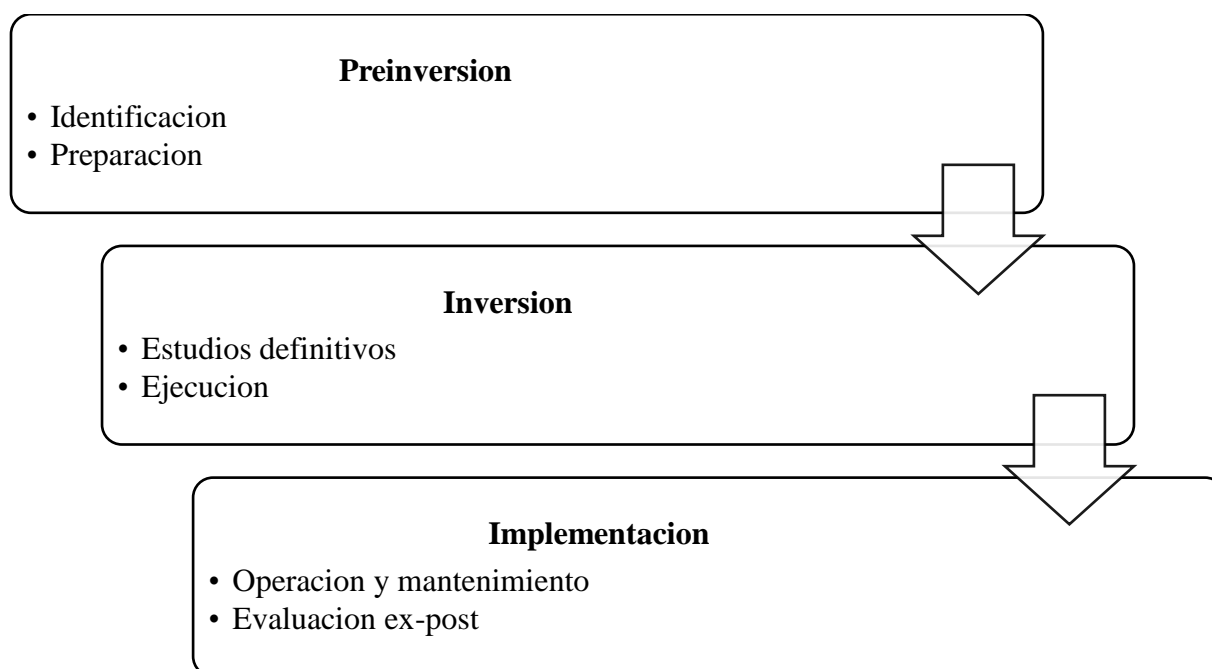 Preinversion
• Identificacion
• Preparacion
Inversion
• Estudios definitivos
• Ejecucion
Implementacion
• Operacion y mantenimiento
• Evaluacion ex-post